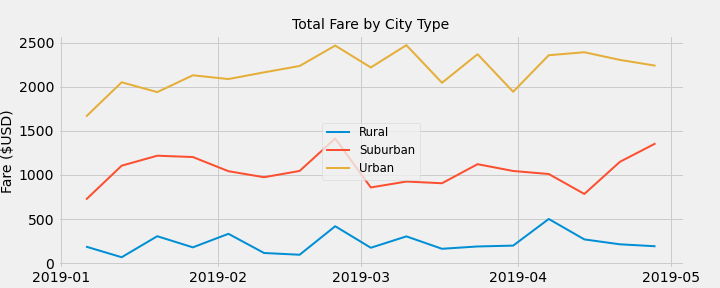 Total Fare by City Type
Fare ($USD)
2500
2000
1500
1000
500
0
Rural
Suburban
Urban
2019-01
2019-02
2019-03
2019-04
2019-05